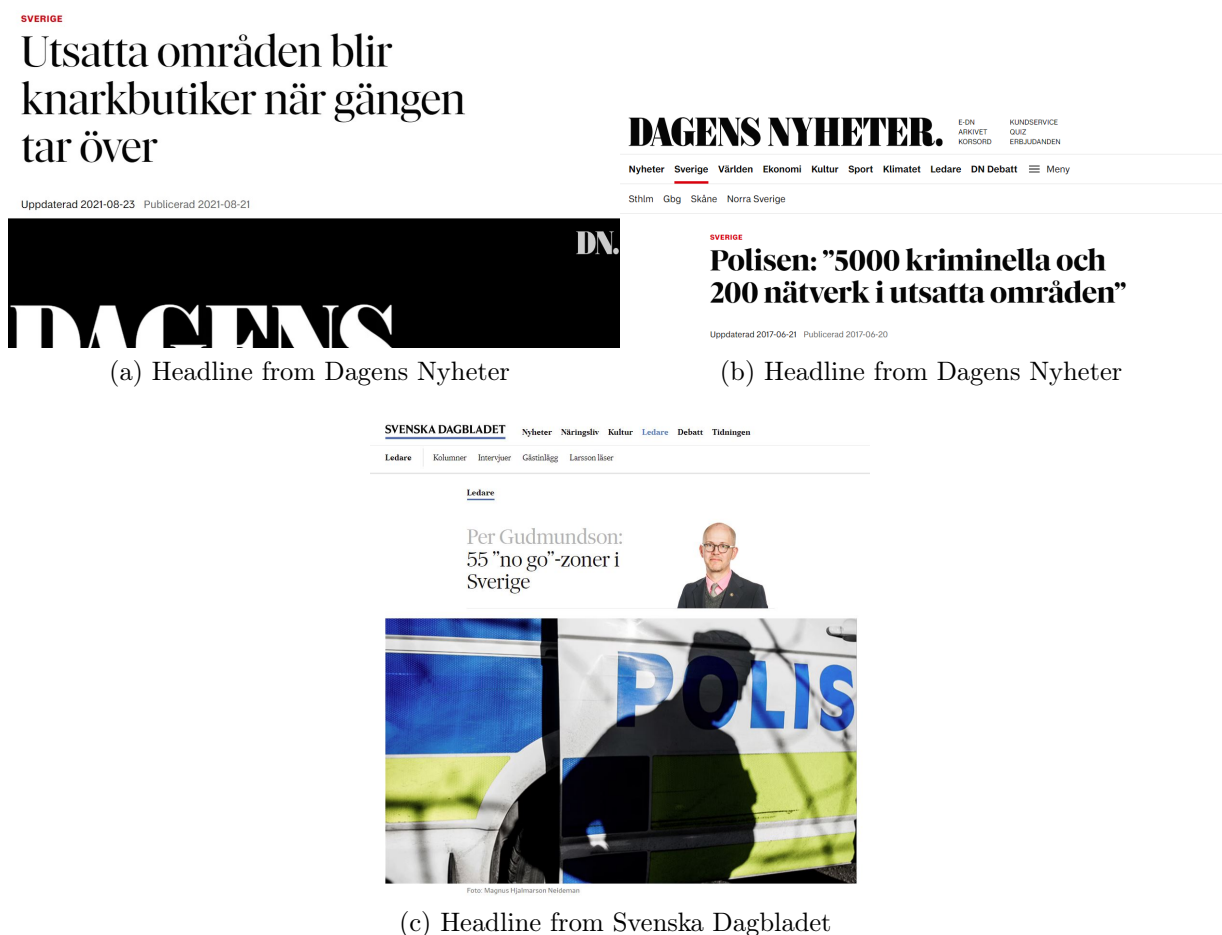 SVERIGE
Utsatta områden blir
knarkbutiker när gängen
tar över
Uppdaterad 2021-08-23 Publicerad 2021-08-21
DN.
DAGENS
(a) Headline from Dagens Nyheter
DAGENS NYHETER.
E-DN KUNDSERVICE
ARKIVET QUIZ
KORSORD ERBJUDANDEN
Nyheter Sverige Världen Ekonomi Kultur Sport Klimatet Ledare DN Debatt Meny
Sthlm Gbg Skåne Norra Sverige
SVERIGE
Polisen: ”5000 kriminella och
200 nätverk i utsatta områden”
Uppdaterad 2017-06-21 Publicerad 2017-06-20
(b) Headline from Dagens Nyheter
SVENSKA DAGBLADET Nyheter Näringsliv Kultur Ledare Debatt Tidningen
Ledare Kolumner Intervjuer Gästinlägg Larsson läser
Ledare
Per Gudmundson:
55 ”no go”-zoner i
Sverige
POLIS
Foto: Magnus Hjalmarson Neideman
(c) Headline from Svenska Dagbladet